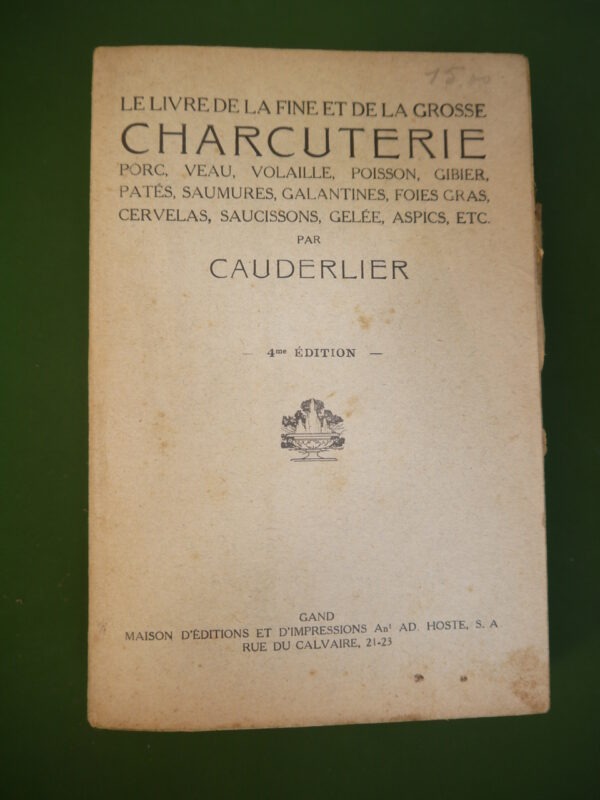 15.00
LE LIVRE DE LA FINE ET DE LA GROSSE
CHARCUTERIE
PORC, VEAU, VOLAILLE, POISSON, GIBIER,
PATÉS, SAUMURES, GALANTINES, FOIES GRAS,
CERVELAS, SAUCISSONS, GELÉE, ASPICS, ETC.
PAR
CAUDERLIER
— 4me ÉDITION —
GAND
MAISON D'ÉDITIONS ET D'IMPRESSIONS Ant AD. HOSTE, S. A
RUE DU CALVAIRE, 21-23